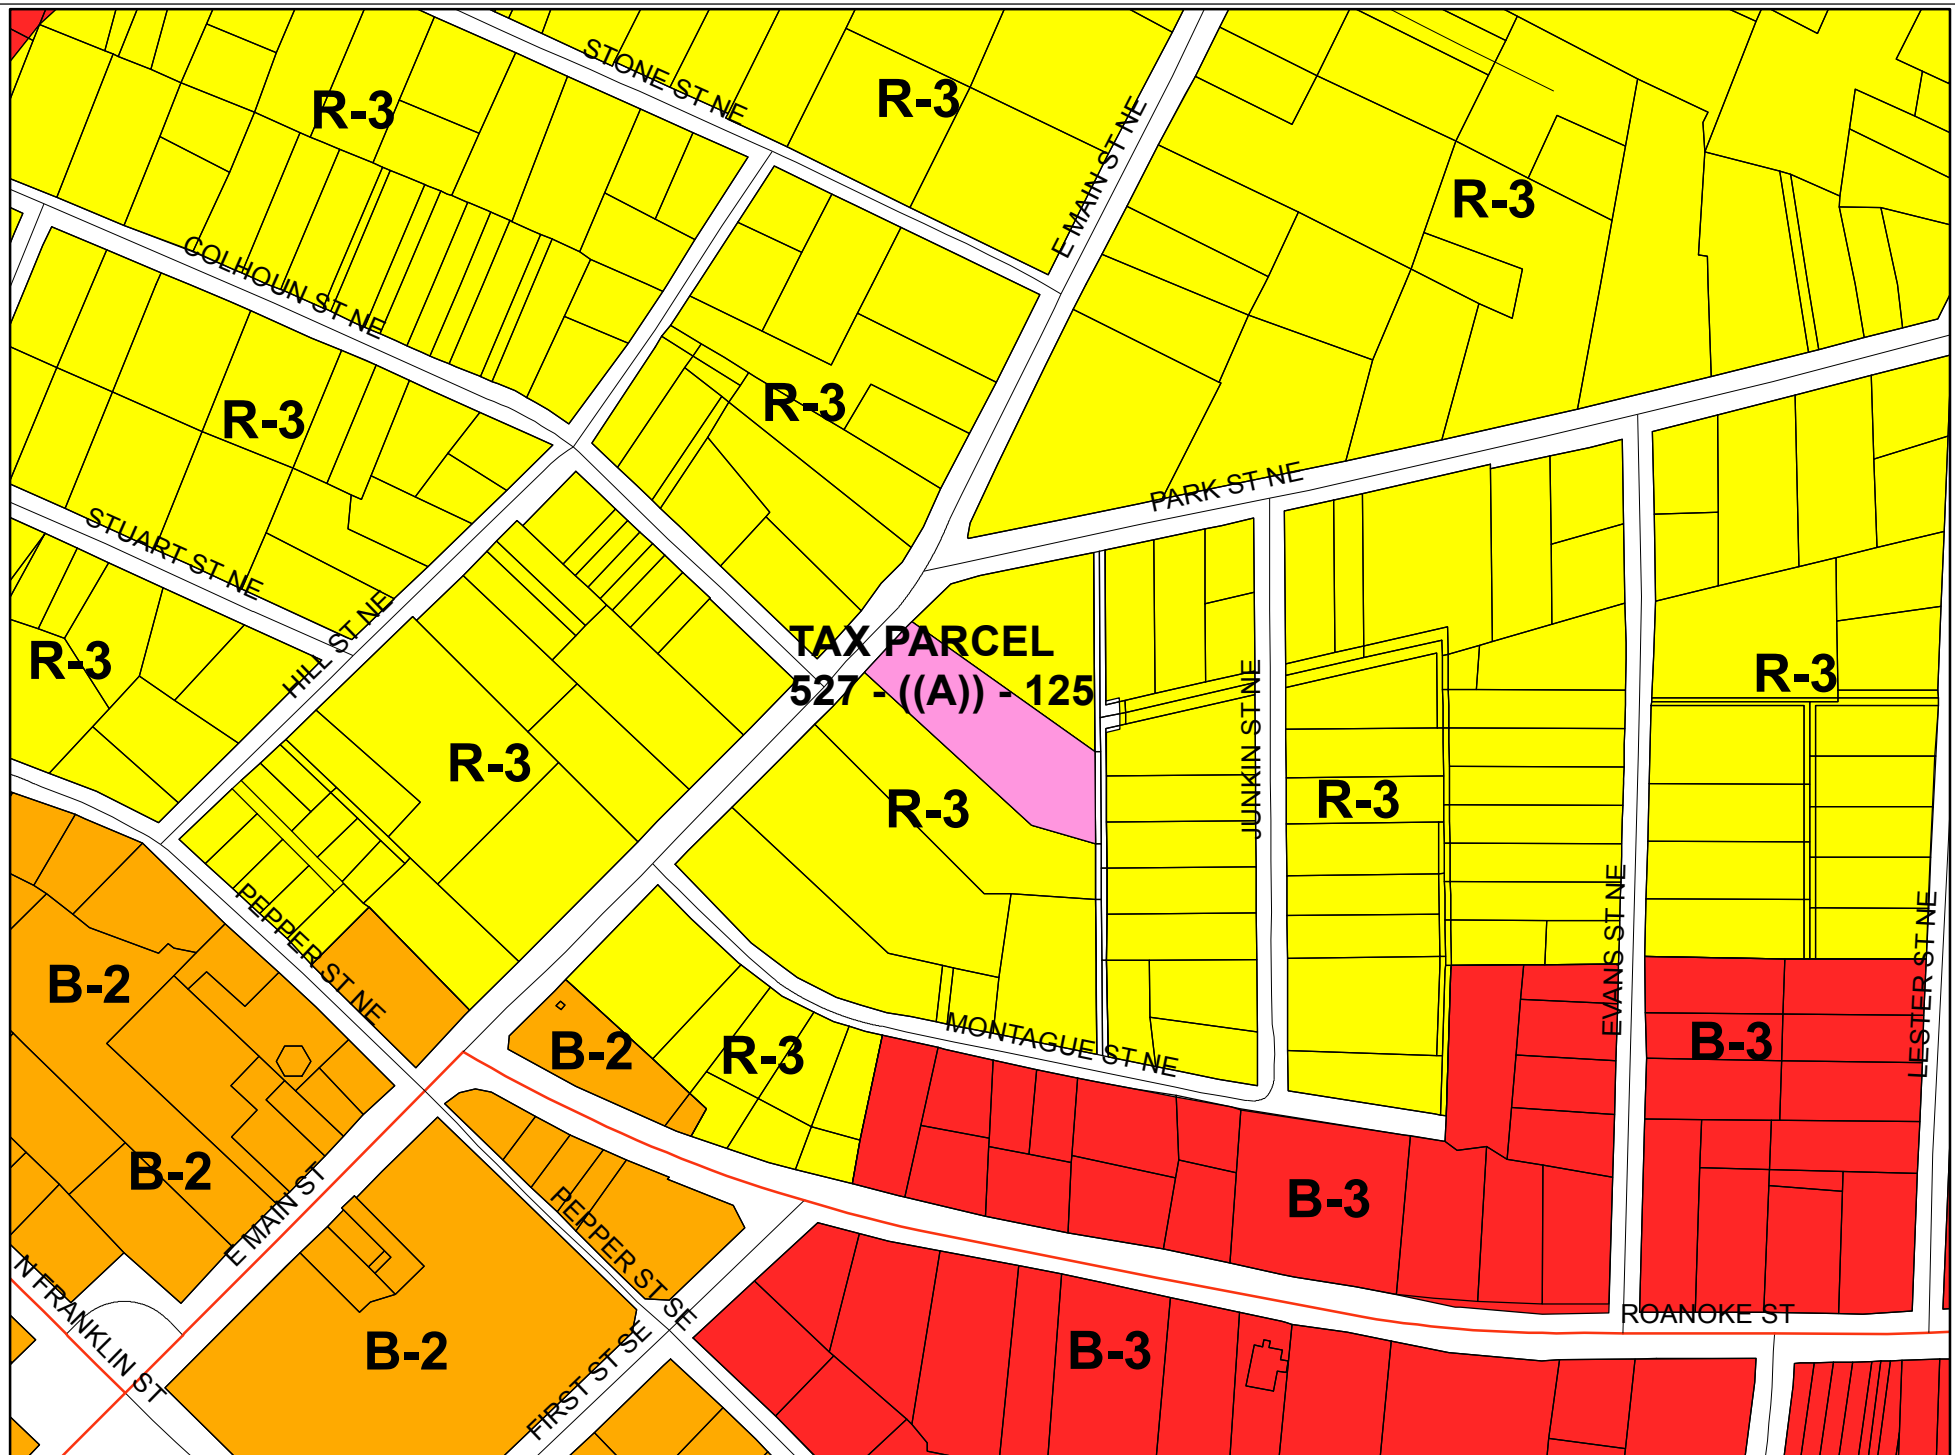 STONE ST NE
R-3
R-3
E MAIN ST NE
R-3
COLHOUN ST NE
R-3
R-3
PARK ST NE
STUART ST NE
HILL ST NE
R-3
TAX PARCEL
527 - ((A)) - 125
JUNKIN ST NE
R-3
R-3
R-3
R-3
EVANS ST NE
LESTER ST NE
PEPPER ST NE
B-2
B-2
R-3
MONTAGUE ST NE
B-3
B-2
E MAIN ST
PEPPER ST SE
B-3
N FRANKLIN ST
B-2
FIRST ST SE
B-3
ROANOKE ST